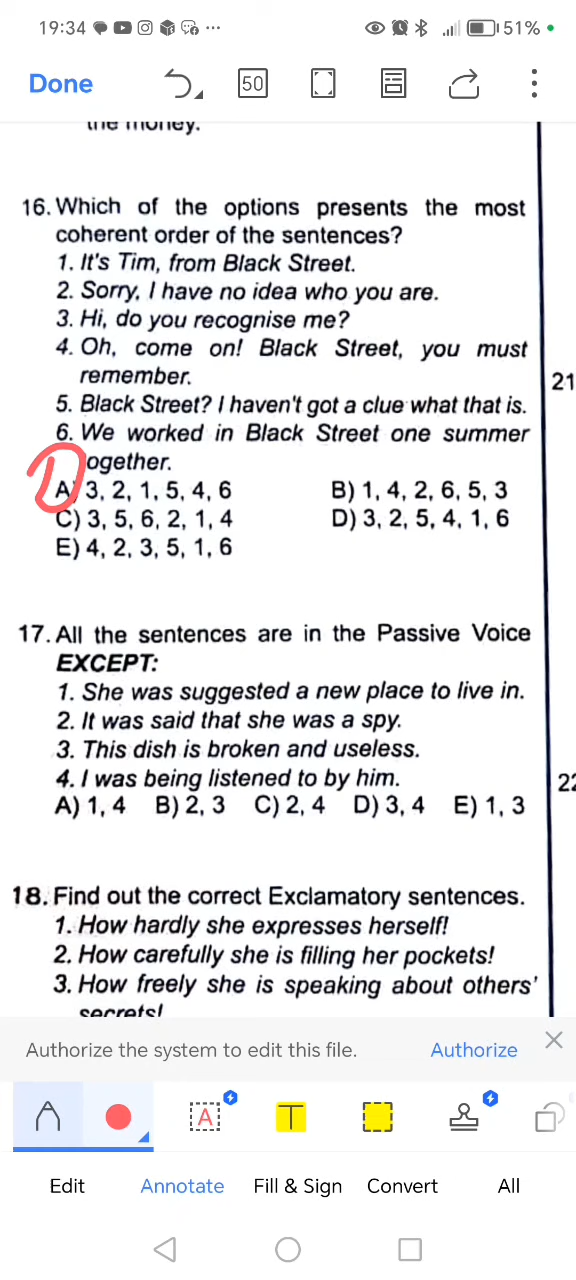 19:34 51%
Done 50
the money.
16. Which of the options presents the most
coherent order of the sentences?
1. It's Tim, from Black Street.
2. Sorry, I have no idea who you are.
3. Hi, do you recognise me?
4. Oh, come on! Black Street, you must
remember.
21
5. Black Street? I haven't got a clue what that is.
6. We worked in Black Street one summer
ogether.
A) 3, 2, 1, 5, 4, 6 B) 1, 4, 2, 6, 5, 3
C) 3, 5, 6, 2, 1, 4 D) 3, 2, 5, 4, 1, 6
E) 4, 2, 3, 5, 1, 6
17. All the sentences are in the Passive Voice
EXCEPT:
1. She was suggested a new place to live in.
2. It was said that she was a spy.
3. This dish is broken and useless.
4. I was being listened to by him.
22
A) 1, 4 B) 2, 3 C) 2, 4 D) 3, 4 E) 1, 3
18. Find out the correct Exclamatory sentences.
1. How hardly she expresses herself!
2. How carefully she is filling her pockets!
3. How freely she is speaking about others'
secrets!
Authorize the system to edit this file. Authorize
A T
Edit Annotate Fill & Sign Convert All